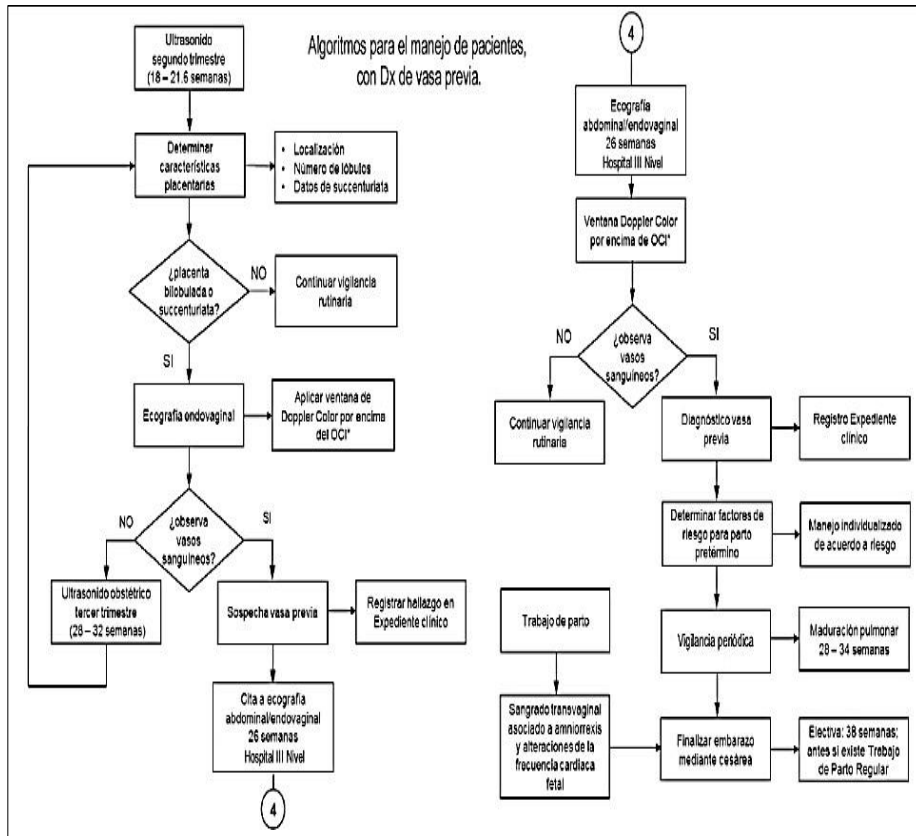 Algoritmos para el manejo de pacientes,
con Dx de vasa previa.
Ultrasonido
segundo trimestre
(18 – 21.6 semanas)
Determinar
características
placentarias
• Localización
• Número de lóbulos
• Datos de succenturiata
¿placenta
bilobulada o
succenturiata?
NO
Continuar vigilancia
rutinaria
SI
Ecografía endovaginal
Aplicar ventana de
Doppler Color por encima
del OCI*
¿observa
vasos
sanguíneos?
NO
SI
Ultrasonido obstétrico
tercer trimestre
(28 – 32 semanas)
Sospecha vasa previa
Registrar hallazgo en
Expediente clínico
Cita a ecografía
abdominal/endovaginal
26 semanas
Hospital III Nivel
4
4
Ecografía
abdominal/endovaginal
26 semanas
Hospital III Nivel
Ventana Doppler Color
por encima de OCI*
¿observa vasos
sanguíneos?
NO
SI
Continuar vigilancia
rutinaria
Diagnóstico vasa
previa
Registro Expediente
clínico
Determinar factores de
riesgo para parto
pretérmino
Manejo individualizado
de acuerdo a riesgo
Vigilancia periódica
Maduración pulmonar
28 – 34 semanas
Trabajo de parto
Sangrado transvaginal
asociado a amniorrexis
y alteraciones de la
frecuencia cardiaca
fetal
Finalizar embarazo
mediante cesárea
Electiva: 38 semanas;
antes si existe Trabajo
de Parto Regular